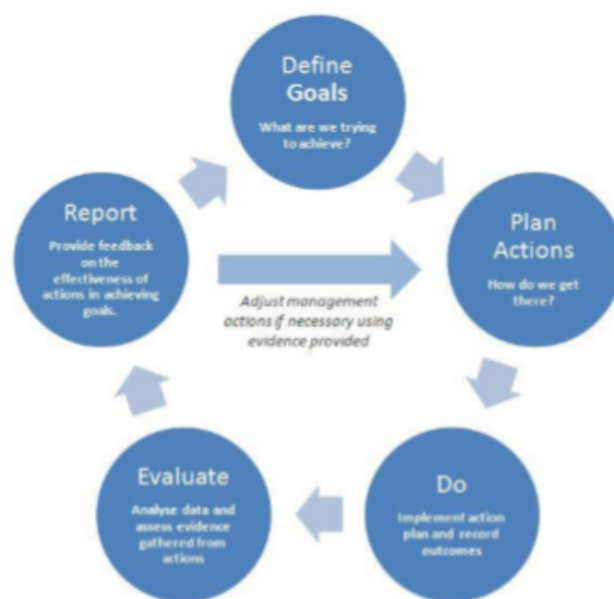 Define
Goals
What are we trying
to achieve?
Plan
Actions
How do we get
there?
Do
Implement action
plan and record
outcomes
Evaluate
Analyse data and
assess evidence
gathered from
actions
Report
Provide feedback
on the
effectiveness of
actions in achieving
goals.
Adjust management
actions if necessary using
evidence provided